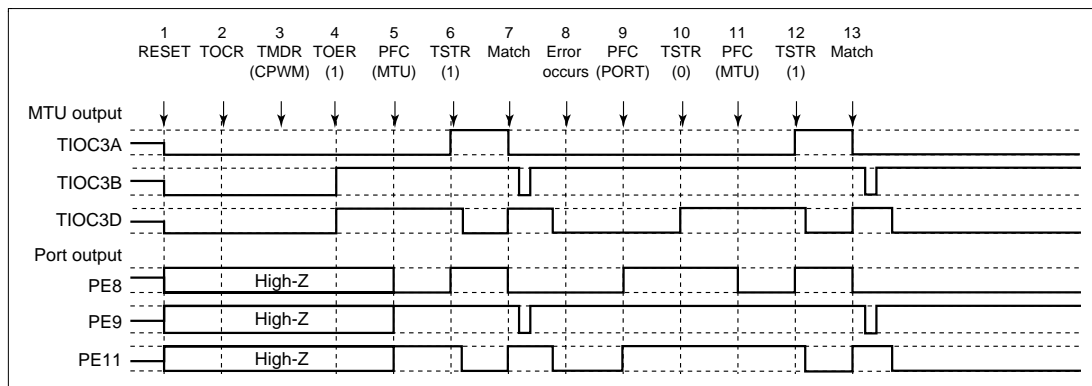 1 2 3 4 5 6 7 8 9 10 11 12 13
RESET TOCR TMDR TOER PFC TSTR Match Error PFC TSTR PFC TSTR Match
(CPWM) (1) (MTU) (1) occurs (PORT) (0) (MTU) (1)
MTU output
TIOC3A
TIOC3B
TIOC3D
Port output
PE8 High-Z
PE9 High-Z
PE11 High-Z